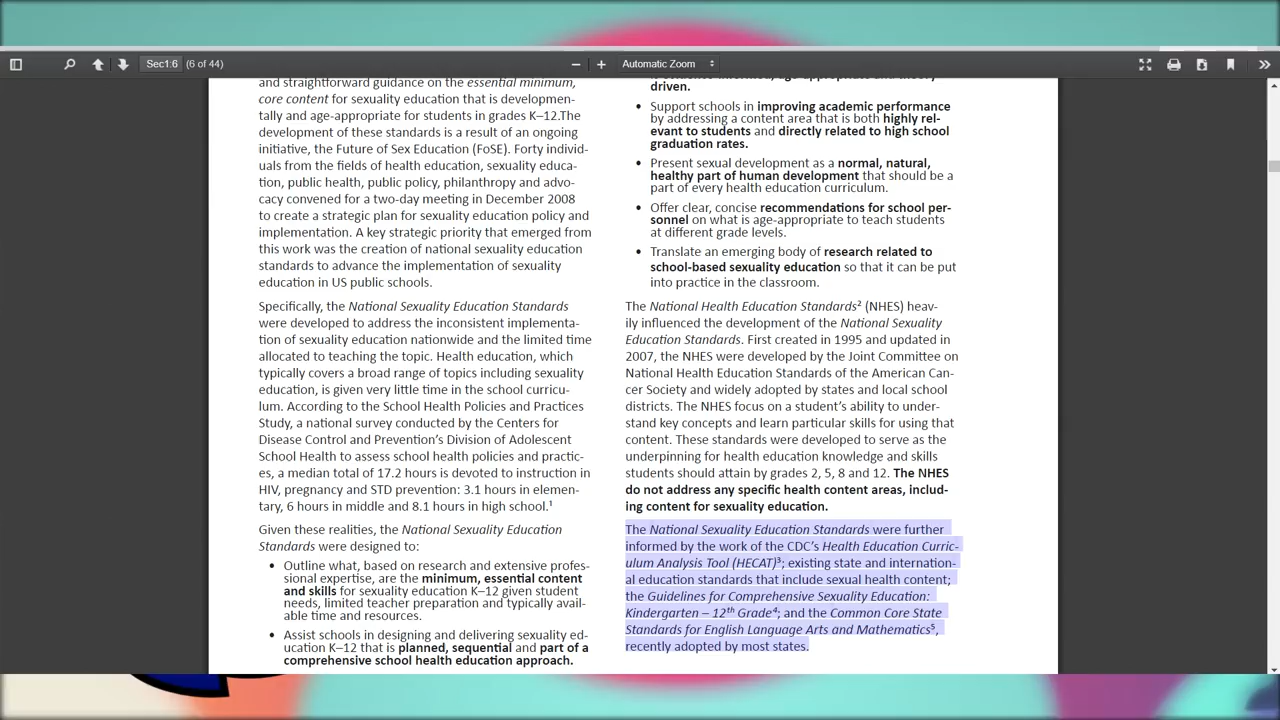 Sec1:6 (6 of 44)
Automatic Zoom
and straightforward guidance on the essential minimum,
core content for sexuality education that is developmen-
tally and age-appropriate for students in grades K–12.The
development of these standards is a result of an ongoing
initiative, the Future of Sex Education (FoSE). Forty individ-
uals from the fields of health education, sexuality educa-
tion, public health, public policy, philanthropy and advo-
cacy convened for a two-day meeting in December 2008
to create a strategic plan for sexuality education policy and
implementation. A key strategic priority that emerged from
this work was the creation of national sexuality education
standards to advance the implementation of sexuality
education in US public schools.
Specifically, the National Sexuality Education Standards
were developed to address the inconsistent implementa-
tion of sexuality education nationwide and the limited time
allocated to teaching the topic. Health education, which
typically covers a broad range of topics including sexuality
education, is given very little time in the school curricu-
lum. According to the School Health Policies and Practices
Study, a national survey conducted by the Centers for
Disease Control and Prevention’s Division of Adolescent
School Health to assess school health policies and practic-
es, a median total of 17.2 hours is devoted to instruction in
HIV, pregnancy and STD prevention: 3.1 hours in elemen-
tary, 6 hours in middle and 8.1 hours in high school.¹
Given these realities, the National Sexuality Education
Standards were designed to:
• Outline what, based on research and extensive profes-
sional expertise, are the minimum, essential content
and skills for sexuality education K–12 given student
needs, limited teacher preparation and typically avail-
able time and resources.
• Assist schools in designing and delivering sexuality ed-
ucation K–12 that is planned, sequential and part of a
comprehensive school health education approach.
driven.
• Support schools in improving academic performance
by addressing a content area that is both highly rel-
evant to students and directly related to high school
graduation rates.
• Present sexual development as a normal, natural,
healthy part of human development that should be a
part of every health education curriculum.
• Offer clear, concise recommendations for school per-
sonnel on what is age-appropriate to teach students
at different grade levels.
• Translate an emerging body of research related to
school-based sexuality education so that it can be put
into practice in the classroom.
The National Health Education Standards² (NHES) heav-
ily influenced the development of the National Sexuality
Education Standards. First created in 1995 and updated in
2007, the NHES were developed by the Joint Committee on
National Health Education Standards of the American Can-
cer Society and widely adopted by states and local school
districts. The NHES focus on a student’s ability to under-
stand key concepts and learn particular skills for using that
content. These standards were developed to serve as the
underpinning for health education knowledge and skills
students should attain by grades 2, 5, 8 and 12. The NHES
do not address any specific health content areas, includ-
ing content for sexuality education.
The National Sexuality Education Standards were further
informed by the work of the CDC’s Health Education Curric-
ulum Analysis Tool (HECAT)³; existing state and internation-
al education standards that include sexual health content;
the Guidelines for Comprehensive Sexuality Education:
Kindergarten – 12th Grade⁴; and the Common Core State
Standards for English Language Arts and Mathematics⁵,
recently adopted by most states.